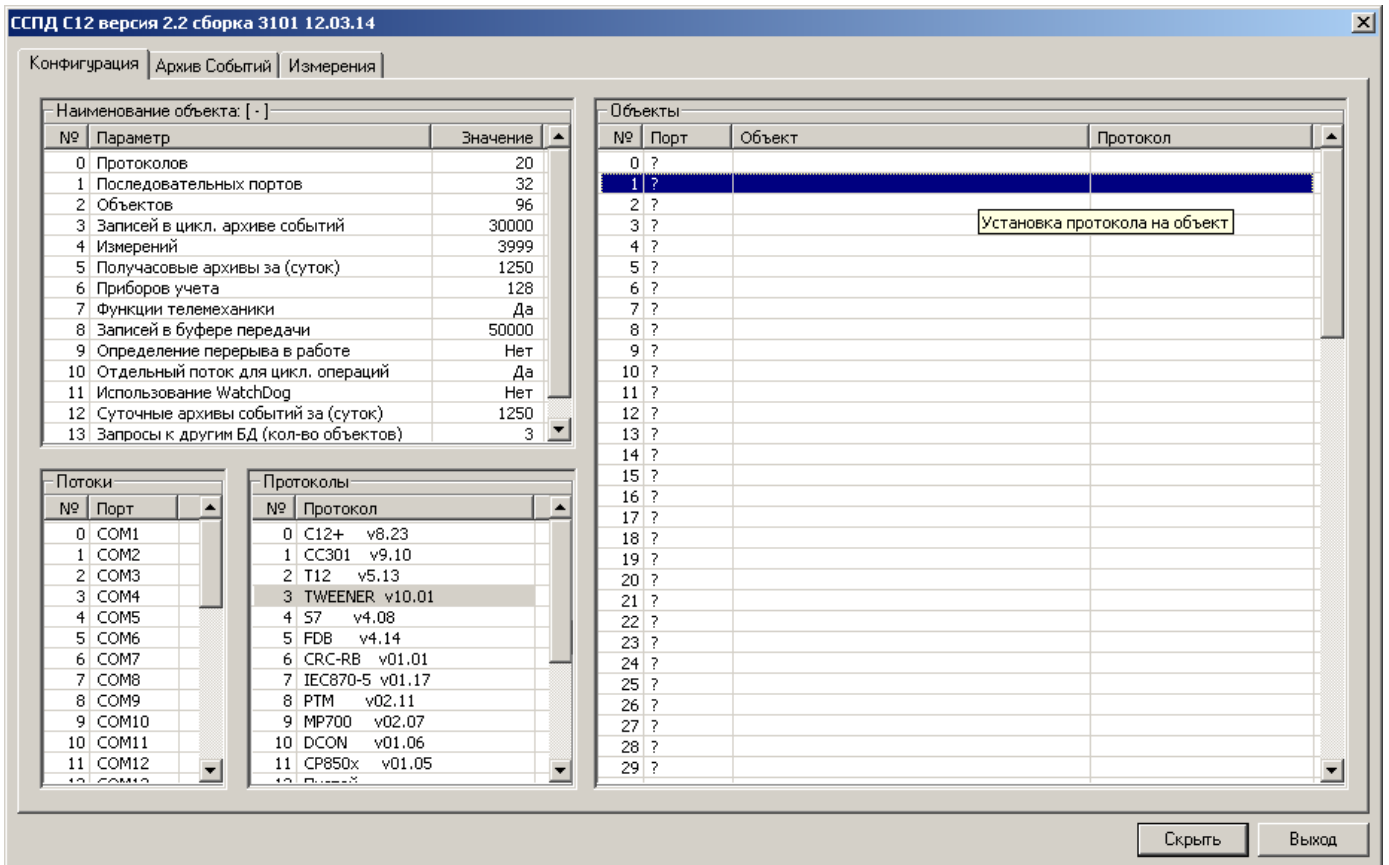 ССПД С12 версия 2.2 сборка 3101 12.03.14
Конфигурация Архив Событий Измерения
Наименование объекта: [ - ]
№ Параметр Значение
0 Протоколов 20
1 Последовательных портов 32
2 Объектов 96
3 Записей в цикл. архиве событий 30000
4 Измерений 3999
5 Получасовые архивы за (суток) 1250
6 Приборов учета 128
7 Функции телемеханики Да
8 Записей в буфере передачи 50000
9 Определение перерыва в работе Нет
10 Отдельный поток для цикл. операций Да
11 Использование WatchDog Нет
12 Суточные архивы событий за (суток) 1250
13 Запросы к другим БД (кол-во объектов) 3
Потоки
№ Порт
0 COM1
1 COM2
2 COM3
3 COM4
4 COM5
5 COM6
6 COM7
7 COM8
8 COM9
9 COM10
10 COM11
11 COM12
12 COM13
Протоколы
№ Протокол
0 C12+ v8.23
1 CC301 v9.10
2 T12 v5.13
3 TWEENER v10.01
4 S7 v4.08
5 FDB v4.14
6 CRC-RB v01.01
7 IEC870-5 v01.17
8 PTM v02.11
9 MP700 v02.07
10 DCON v01.06
11 CP850x v01.05
12 Пустой
Объекты
№ Порт Объект Протокол
0 ?
1 ?
2 ?
Установка протокола на объект
3 ?
4 ?
5 ?
6 ?
7 ?
8 ?
9 ?
10 ?
11 ?
12 ?
13 ?
14 ?
15 ?
16 ?
17 ?
18 ?
19 ?
20 ?
21 ?
22 ?
23 ?
24 ?
25 ?
26 ?
27 ?
28 ?
29 ?
Скрыть Выход